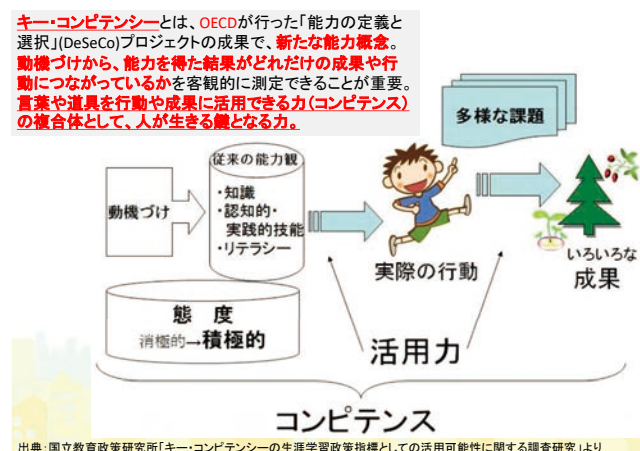 キー・コンピテンシーとは、OECDが行った「能力の定義と
選択」(DeSeCo)プロジェクトの成果で、新たな能力概念。
動機づけから、能力を得た結果がどれだけの成果や行
動につながっているかを客観的に測定できることが重要。
言葉や道具を行動や成果に活用できる力(コンピテンス)
の複合体として、人が生きる鍵となる力。
多様な課題
従来の能力観
動機づけ
・知識
・認知的・
実践的技能
・リテラシー
実際の行動
いろいろな
成果
態 度
消極的→積極的
活用力
コンピテンス
出典:国立教育政策研究所「キー・コンピテンシーの生涯学習政策指標としての活用可能性に関する調査研究」より